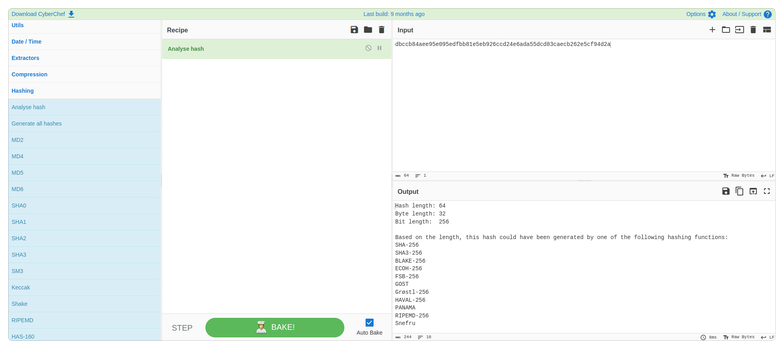 Download CyberChef
Last build: 9 months ago
Options
About / Support
Utils
Date / Time
Extractors
Compression
Hashing
Analyse hash
Generate all hashes
MD2
MD4
MD5
MD6
SHA0
SHA1
SHA2
SHA3
SM3
Keccak
Shake
RIPEMD
HAS-160
Recipe
Analyse hash
STEP
BAKE!
Auto Bake
Input
64
1
Raw Bytes
LF
Output
Hash length: 64
Byte length: 32
Bit length: 256
Based on the length, this hash could have been generated by one of the following hashing functions:
SHA-256
SHA3-256
BLAKE-256
ECOH-256
FSB-256
GOST
Grøstl-256
HAVAL-256
PANAMA
RIPEMD-256
Snefru
244
16
Raw Bytes
LF